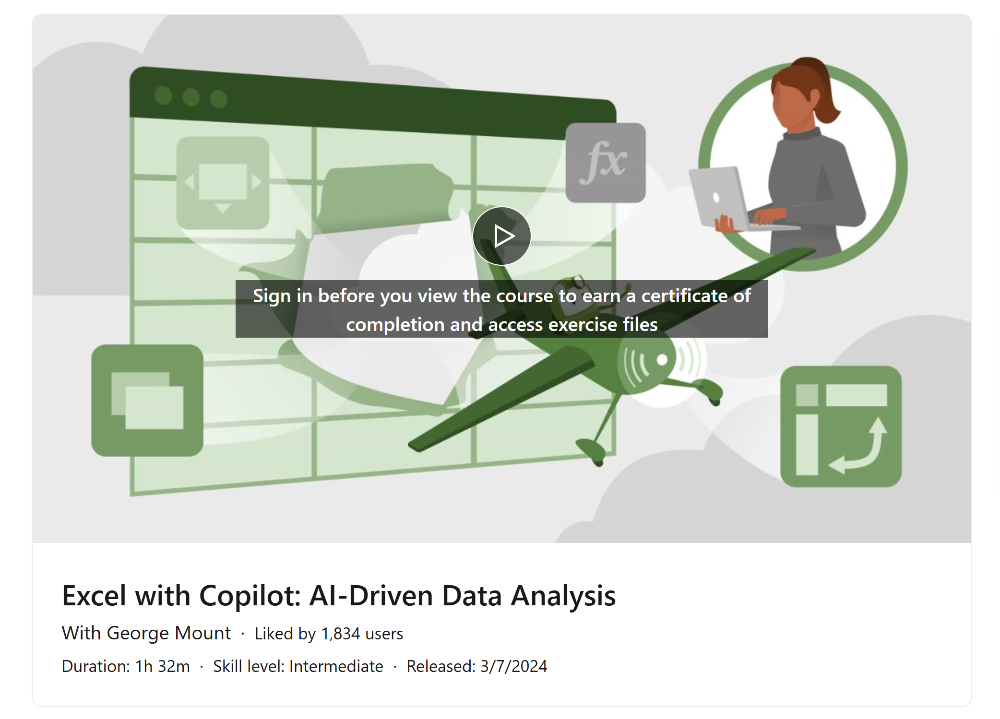 fx
Sign in before you view the course to earn a certificate of
completion and access exercise files
Excel with Copilot: AI-Driven Data Analysis
With George Mount · Liked by 1,834 users
Duration: 1h 32m · Skill level: Intermediate · Released: 3/7/2024